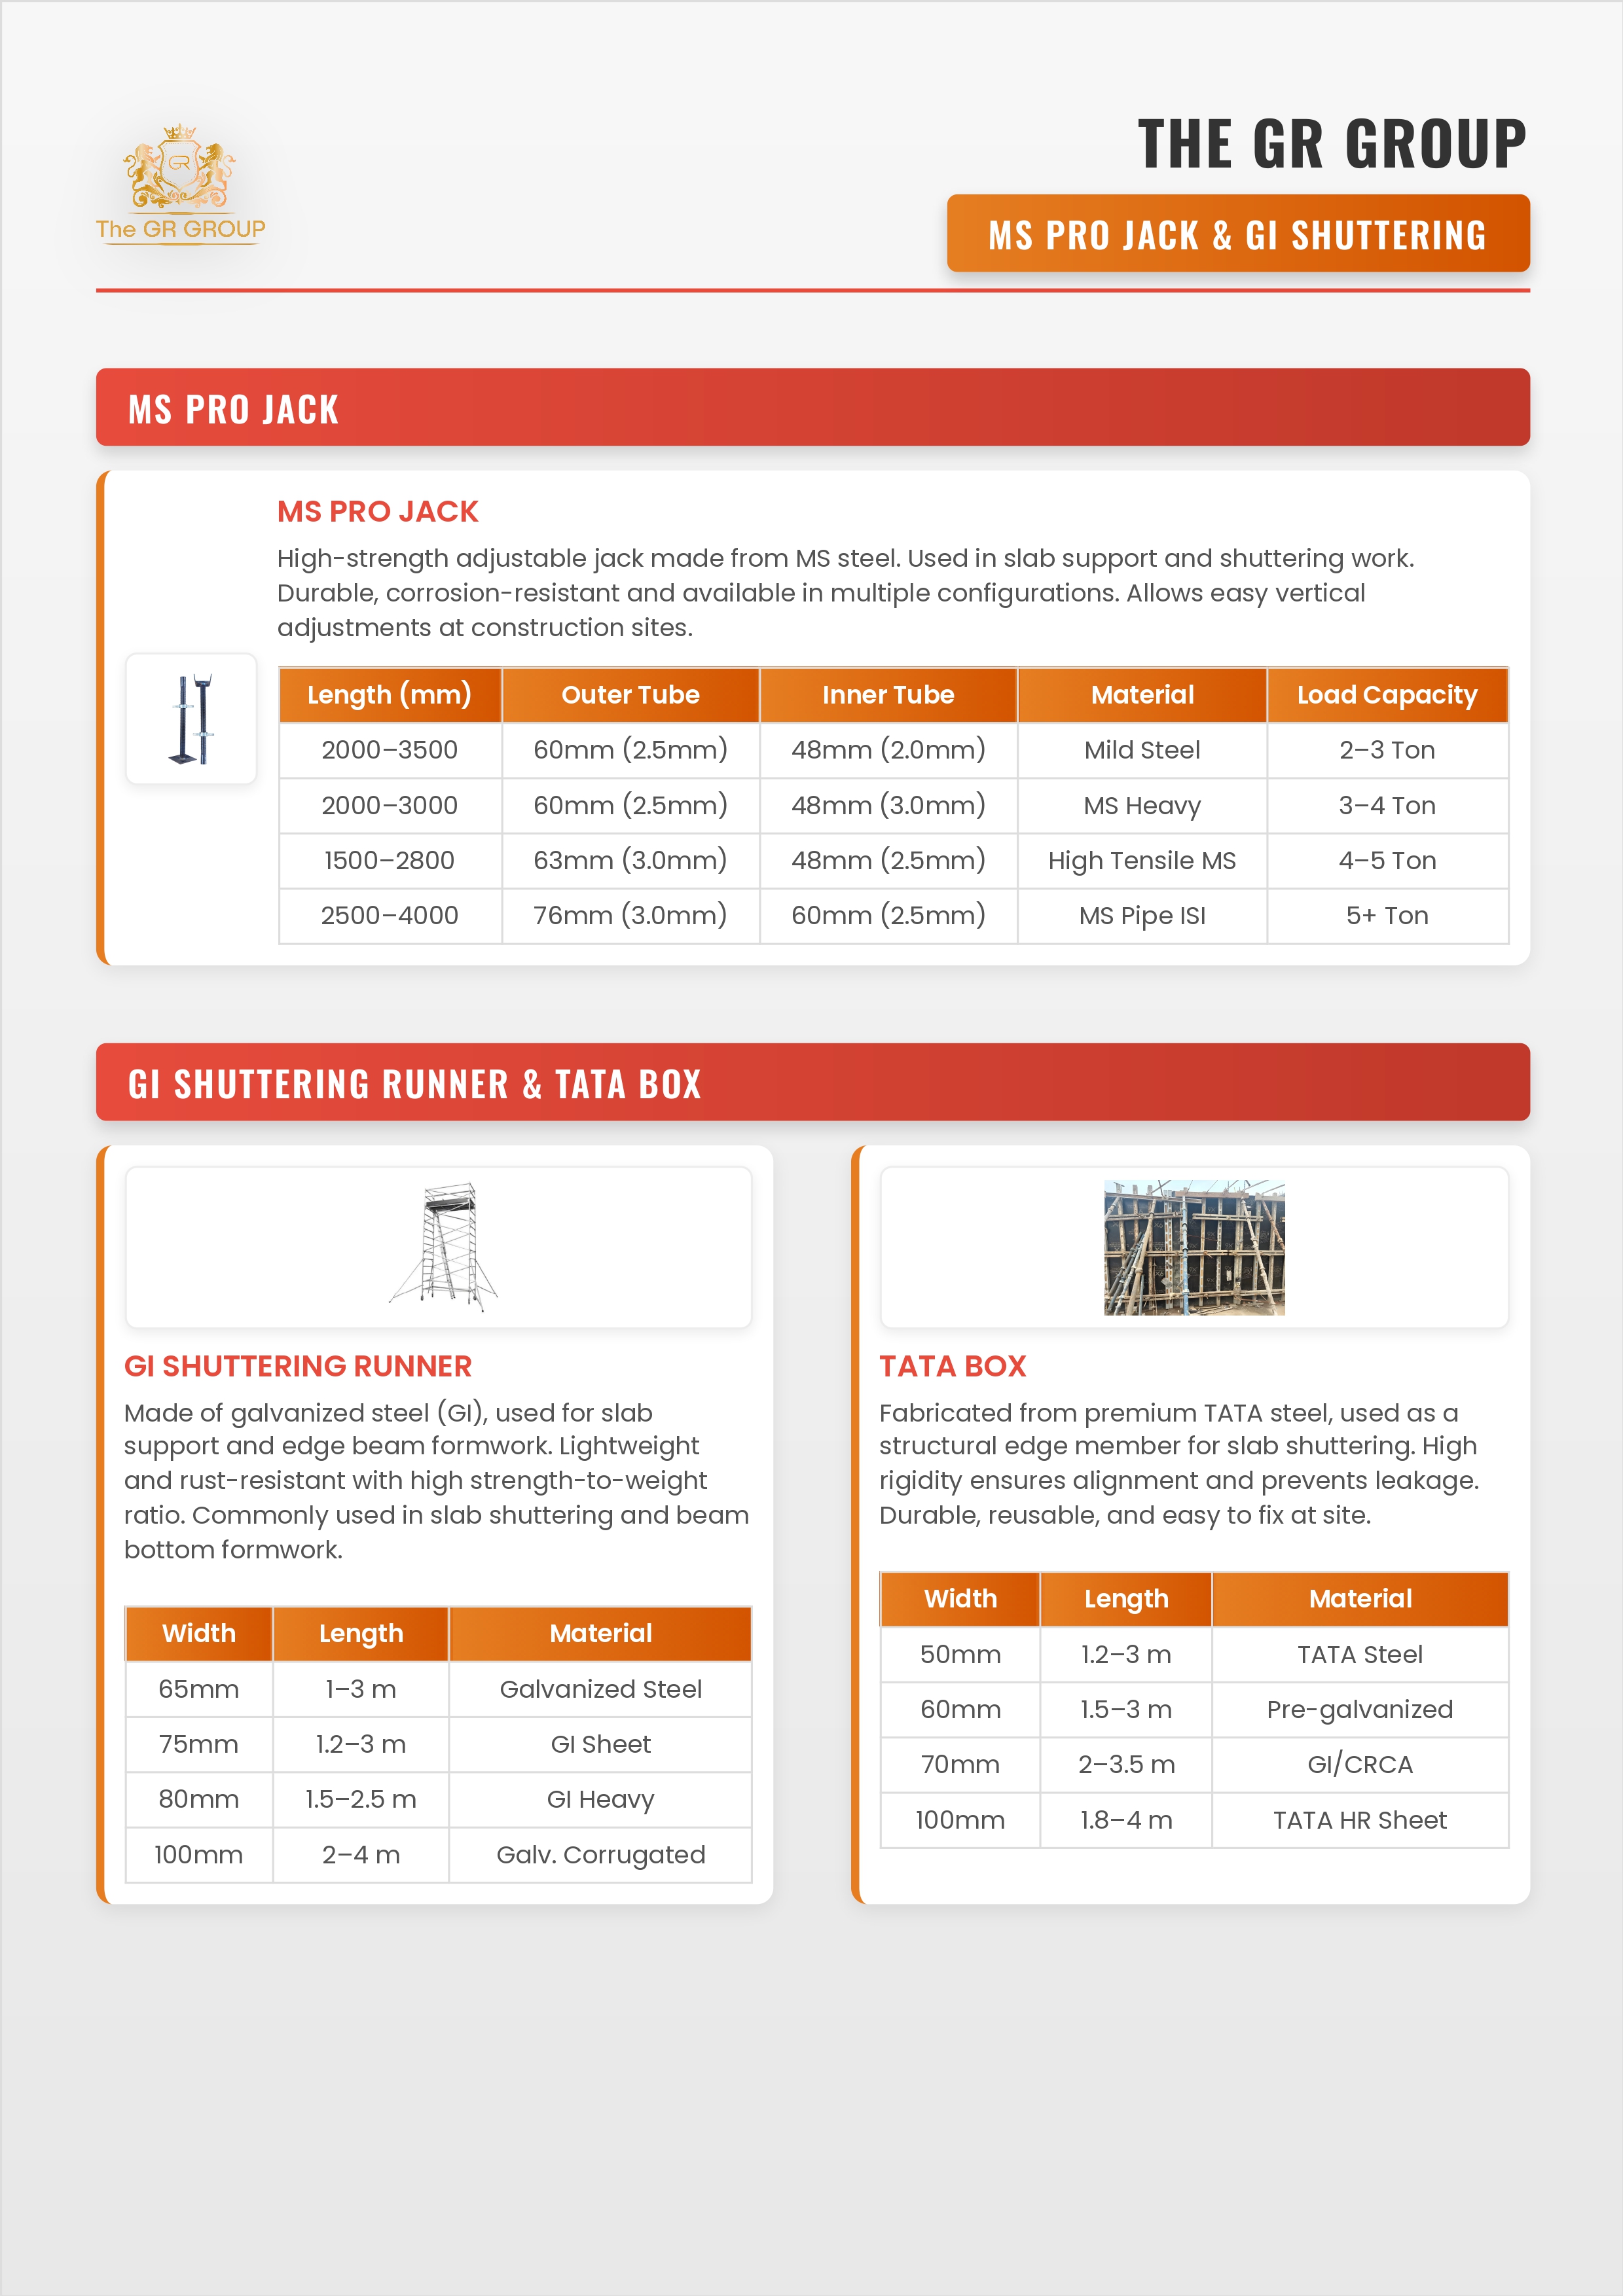 GR
The GR GROUP
THE GR GROUP
MS PRO JACK & GI SHUTTERING
MS PRO JACK
MS PRO JACK
High-strength adjustable jack made from MS steel. Used in slab support and shuttering work.
Durable, corrosion-resistant and available in multiple configurations. Allows easy vertical
adjustments at construction sites.
Length (mm) Outer Tube Inner Tube Material Load Capacity
2000–3500 60mm (2.5mm) 48mm (2.0mm) Mild Steel 2–3 Ton
2000–3000 60mm (2.5mm) 48mm (3.0mm) MS Heavy 3–4 Ton
1500–2800 63mm (3.0mm) 48mm (2.5mm) High Tensile MS 4–5 Ton
2500–4000 76mm (3.0mm) 60mm (2.5mm) MS Pipe ISI 5+ Ton
GI SHUTTERING RUNNER & TATA BOX
GI SHUTTERING RUNNER
Made of galvanized steel (GI), used for slab
support and edge beam formwork. Lightweight
and rust-resistant with high strength-to-weight
ratio. Commonly used in slab shuttering and beam
bottom formwork.
Width Length Material
65mm 1–3 m Galvanized Steel
75mm 1.2–3 m GI Sheet
80mm 1.5–2.5 m GI Heavy
100mm 2–4 m Galv. Corrugated
TATA BOX
Fabricated from premium TATA steel, used as a
structural edge member for slab shuttering. High
rigidity ensures alignment and prevents leakage.
Durable, reusable, and easy to fix at site.
Width Length Material
50mm 1.2–3 m TATA Steel
60mm 1.5–3 m Pre-galvanized
70mm 2–3.5 m GI/CRCA
100mm 1.8–4 m TATA HR Sheet